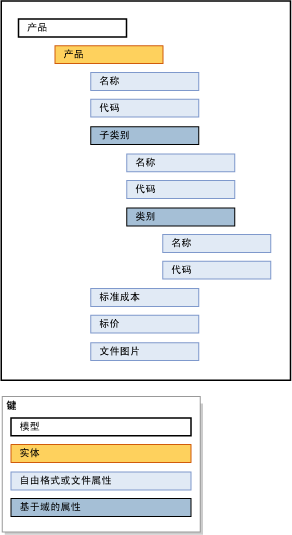 产品
产品
名称
代码
子类别
名称
代码
类别
名称
代码
标准成本
标价
文件图片
键
模型
实体
自由格式或文件属性
基于域的属性